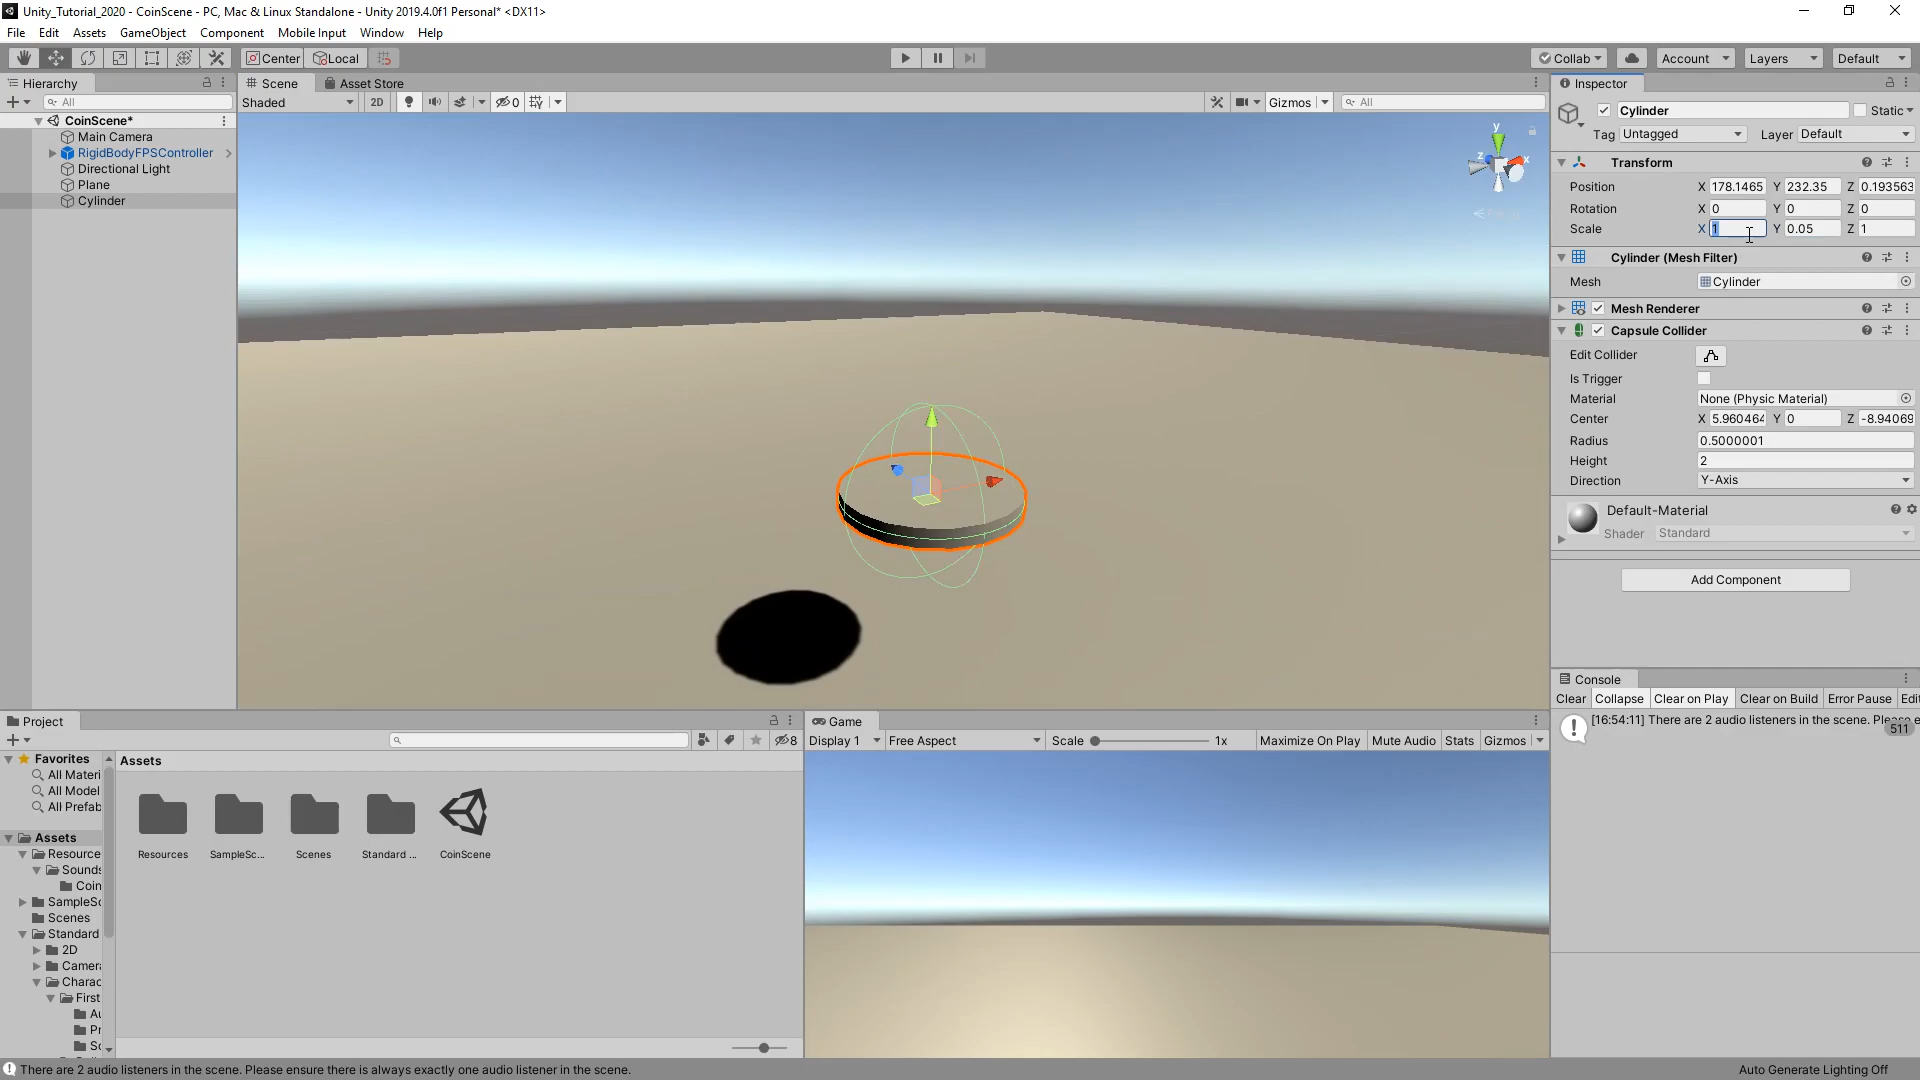 Unity_Tutorial_2020 - CoinScene - PC, Mac & Linux Standalone - Unity 2019.4.0f1 Personal* <DX11>
File Edit Assets GameObject Component Mobile Input Window Help
Center Local Collab Account Layers Default
Hierarchy
All
CoinScene*
Main Camera
RigidBodyFPSController
Directional Light
Plane
Cylinder
Scene Asset Store
Shaded 2D 0 Gizmos All
y
z x
Inspector
Cylinder Static
Tag Untagged Layer Default
Transform
Position X 178.1465 Y 232.35 Z 0.193563
Rotation X 0 Y 0 Z 0
Scale X 1 Y 0.05 Z 1
Cylinder (Mesh Filter)
Mesh Cylinder
Mesh Renderer
Capsule Collider
Edit Collider
Is Trigger
Material None (Physic Material)
Center X 5.960464 Y 0 Z -8.94069
Radius 0.5000001
Height 2
Direction Y-Axis
Default-Material
Shader Standard
Add Component
Console
Clear Collapse Clear on Play Clear on Build Error Pause Edit
[16:54:11] There are 2 audio listeners in the scene. Please e
511
Project
8
Favorites
All Materi
All Model
All Prefab
Assets
Resource
Sounds
Coin
SampleSc
Scenes
Standard
2D
Camera
Charac
First
Au
Pr
Sc
Assets
Resources SampleSc... Scenes Standard ... CoinScene
Game
Display 1 Free Aspect Scale 1x Maximize On Play Mute Audio Stats Gizmos
There are 2 audio listeners in the scene. Please ensure there is always exactly one audio listener in the scene.
Auto Generate Lighting Off